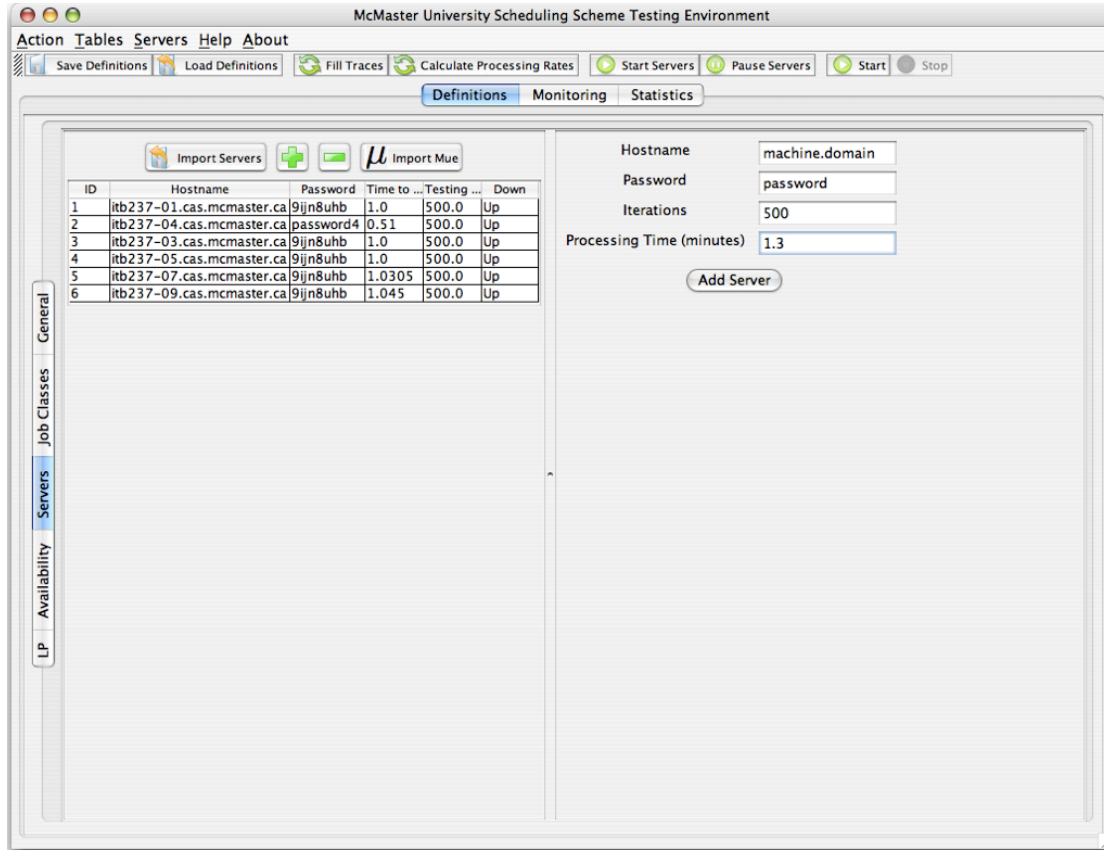 McMaster University Scheduling Scheme Testing Environment
Action Tables Servers Help About
Save Definitions Load Definitions Fill Traces Calculate Processing Rates Start Servers Pause Servers Start Stop
Definitions Monitoring Statistics
Import Servers μ Import Mue
ID Hostname Password Time to ... Testing ... Down
1 itb237-01.cas.mcmaster.ca 9ijn8uhb 1.0 500.0 Up
2 itb237-04.cas.mcmaster.ca password4 0.51 500.0 Up
3 itb237-03.cas.mcmaster.ca 9ijn8uhb 1.0 500.0 Up
4 itb237-05.cas.mcmaster.ca 9ijn8uhb 1.0 500.0 Up
5 itb237-07.cas.mcmaster.ca 9ijn8uhb 1.0305 500.0 Up
6 itb237-09.cas.mcmaster.ca 9ijn8uhb 1.045 500.0 Up
Hostname machine.domain
Password password
Iterations 500
Processing Time (minutes) 1.3
Add Server
General
Job Classes
Servers
Availability
LP